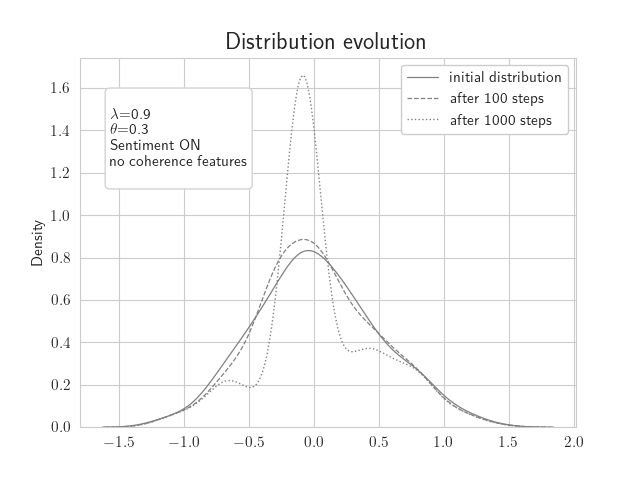 Distribution evolution
initial distribution
after 100 steps
after 1000 steps
λ=0.9
θ=0.3
Sentiment ON
no coherence features
Density
1.6
1.4
1.2
1.0
0.8
0.6
0.4
0.2
0.0
−1.5 −1.0 −0.5 0.0 0.5 1.0 1.5 2.0